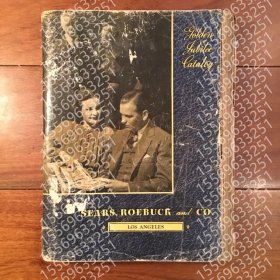 Golden
Jubilee
Catalog
SEARS, ROEBUCK and CO.
LOS ANGELES